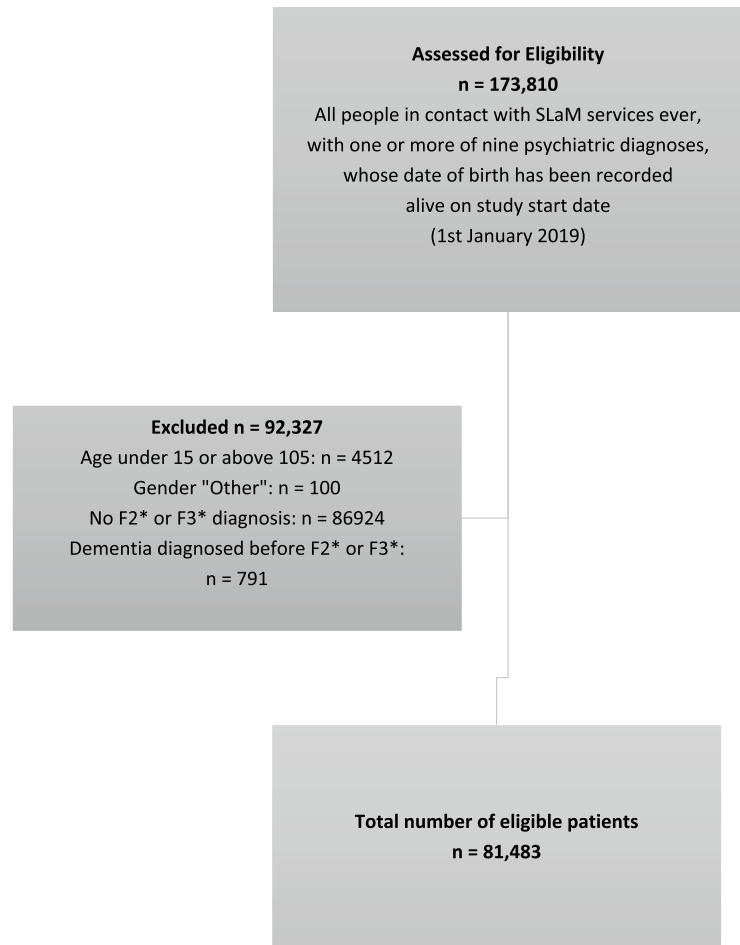 Assessed for Eligibility
n = 173,810
All people in contact with SLaM services ever,
with one or more of nine psychiatric diagnoses,
whose date of birth has been recorded
alive on study start date
(1st January 2019)
Excluded n = 92,327
Age under 15 or above 105: n = 4512
Gender "Other": n = 100
No F2* or F3* diagnosis: n = 86924
Dementia diagnosed before F2* or F3*:
n = 791
Total number of eligible patients
n = 81,483